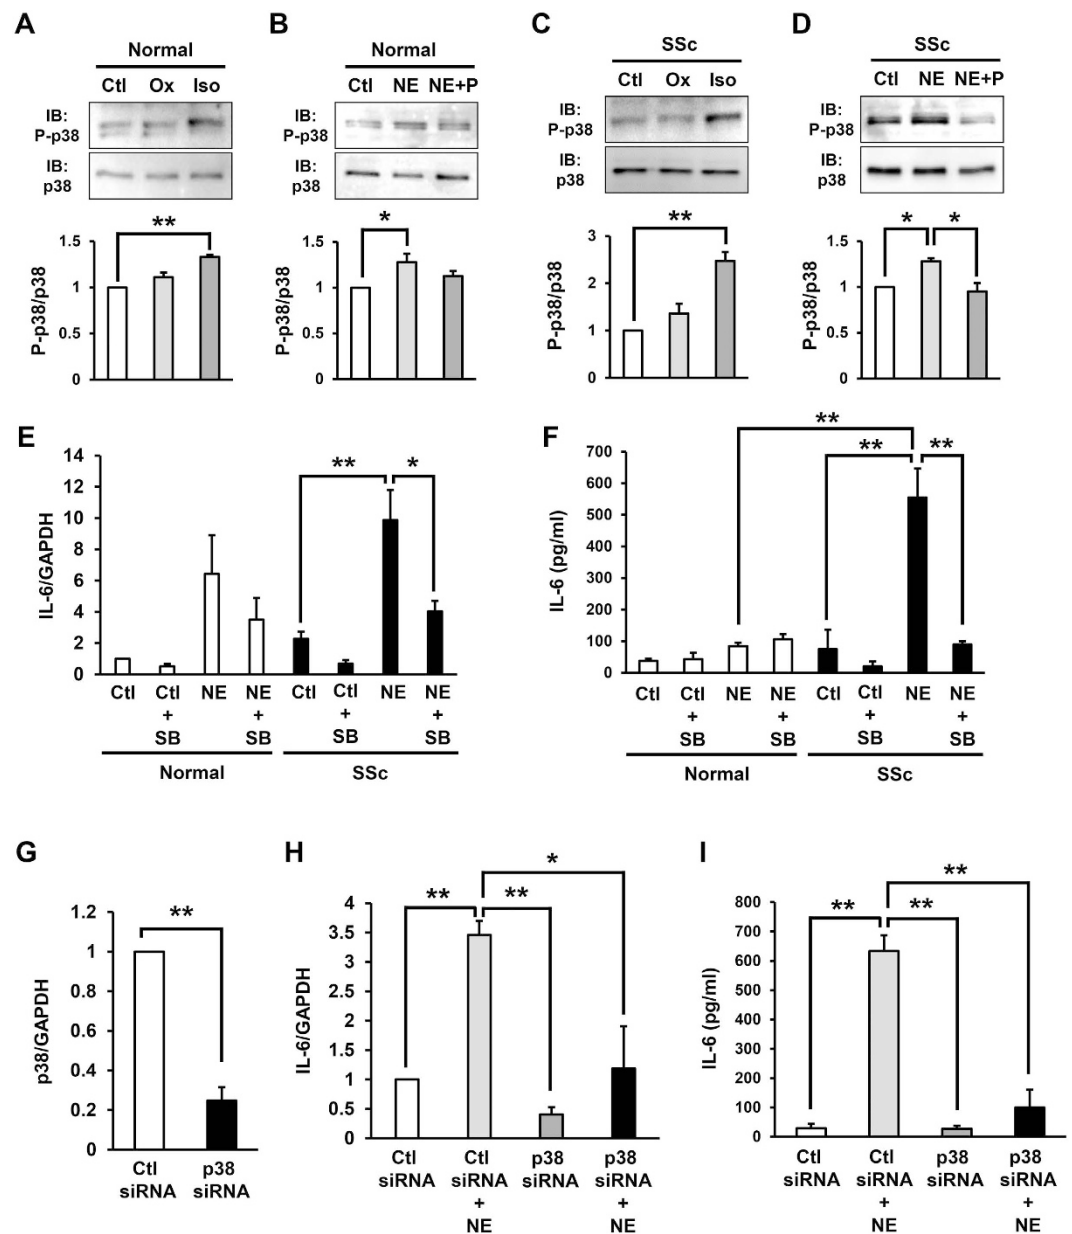 A
Normal
Ctl Ox Iso
IB:
P-p38
IB:
p38
**
P-p38/p38
1.5
1
0.5
0
B
Normal
Ctl NE NE+P
IB:
P-p38
IB:
p38
*
P-p38/p38
1.5
1
0.5
0
C
SSc
Ctl Ox Iso
IB:
P-p38
IB:
p38
**
P-p38/p38
3
2
1
0
D
SSc
Ctl NE NE+P
IB:
P-p38
IB:
p38
* *
P-p38/p38
1.5
1
0.5
0
E
IL-6/GAPDH
14
12
10
8
6
4
2
0
** *
Ctl Ctl NE NE Ctl Ctl NE NE
+ + + +
SB SB SB SB
Normal SSc
F
IL-6 (pg/ml)
700
600
500
400
300
200
100
0
**
** **
Ctl Ctl NE NE Ctl Ctl NE NE
+ + + +
SB SB SB SB
Normal SSc
G
p38/GAPDH
1.2
1
0.8
0.6
0.4
0.2
0
**
Ctl p38
siRNA siRNA
H
IL-6/GAPDH
4
3.5
3
2.5
2
1.5
1
0.5
0
*
** **
Ctl Ctl p38 p38
siRNA siRNA siRNA siRNA
+ +
NE NE
I
IL-6 (pg/ml)
800
700
600
500
400
300
200
100
0
**
** **
Ctl Ctl p38 p38
siRNA siRNA siRNA siRNA
+ +
NE NE